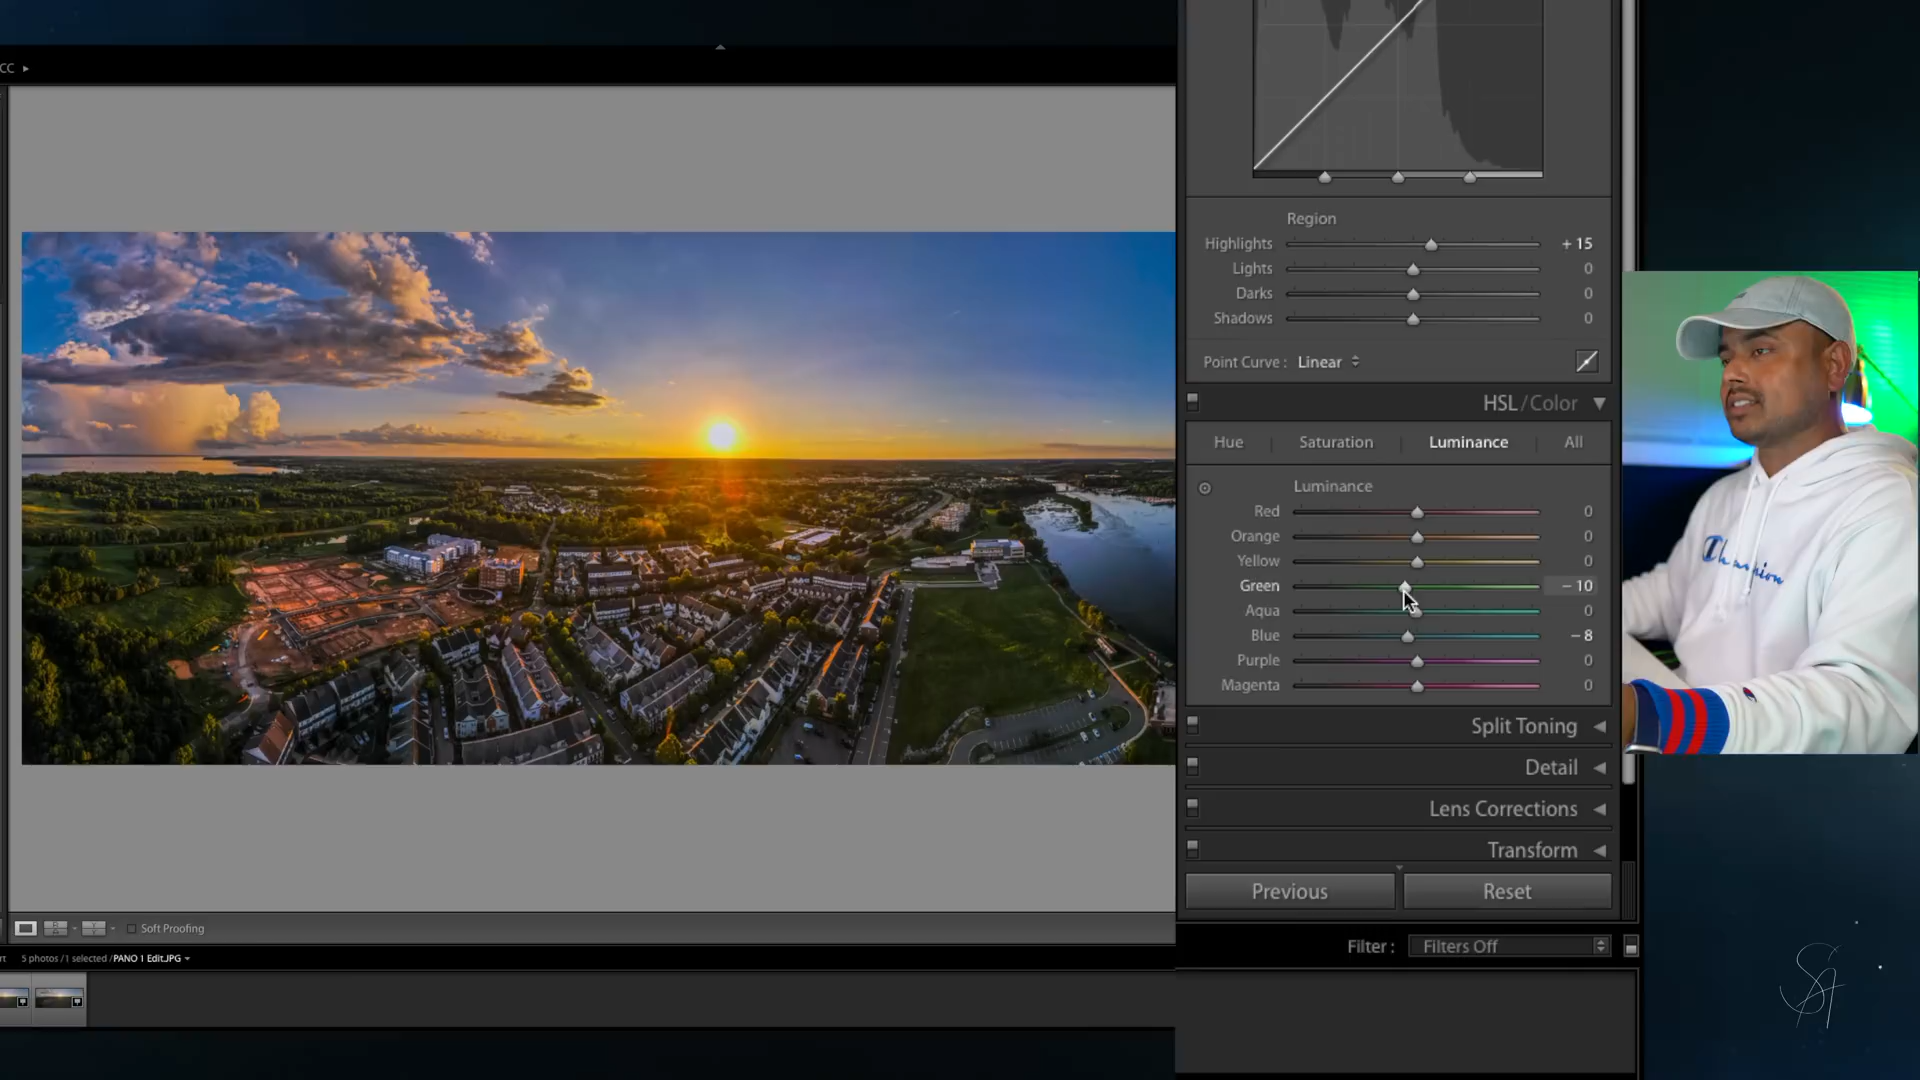 CC
Region
Highlights + 15
Lights 0
Darks 0
Shadows 0
Point Curve : Linear
HSL / Color
Hue Saturation Luminance All
Luminance
Red 0
Orange 0
Yellow 0
Green – 10
Aqua 0
Blue – 8
Purple 0
Magenta 0
Split Toning
Detail
Lens Corrections
Transform
Previous Reset
Soft Proofing
Filter : Filters Off
rt 5 photos / 1 selected / PANO 1 Edit.JPG
Champion